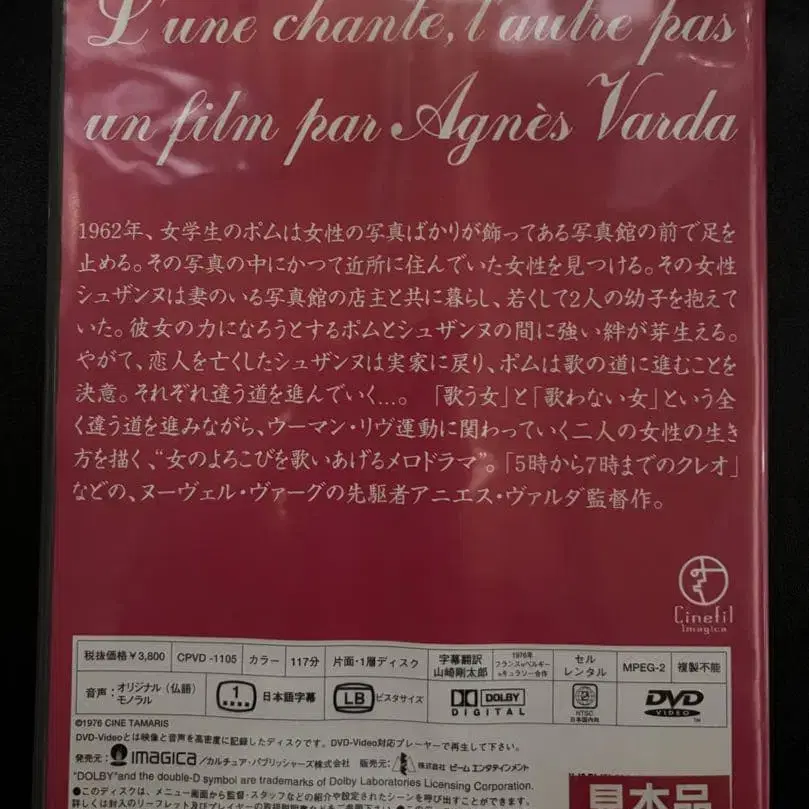 L'une chante, l'autre pas
un film par Agnès Varda
1962年、女学生のポムは女性の写真ばかりが飾ってある写真館の前で足を
止める。その写真の中にかつて近所に住んでいた女性を見つける。その女性
シュザンヌは妻のいる写真館の店主と共に暮らし、若くして2人の幼子を抱えて
いた。彼女の力になろうとするポムとシュザンヌの間に強い絆が芽生える。
やがて、恋人を亡くしたシュザンヌは実家に戻り、ポムは歌の道に進むことを
決意。それぞれ違う道を進んでいく…。「歌う女」と「歌わない女」という全
く違う道を進みながら、ウーマン・リヴ運動に関わっていく二人の女性の生き
方を描く、“女のよろこびを歌いあげるメロドラマ”。「5時から7時までのクレオ」
などの、ヌーヴェル・ヴァーグの先駆者アニエス・ヴァルダ監督作。
Cinefil
Imagica
税抜価格￥3,800 CPVD-1105 カラー 117分 片面・1層ディスク 字幕翻訳 山崎剛太郎 1976年 フランス=ベルギー =キュラソー合作 セル レンタル MPEG-2 複製不能
音声：オリジナル（仏語） モノラル 1 日本語字幕 LB ビスタサイズ DOLBY DIGITAL 2 NTSC 日本国内向 DVD VIDEO TM
©1976 CINE TAMARIS
DVD-Videoとは映像と音声を高密度に記録したディスクです。DVD-Video対応プレーヤーで再生して下さい。
発売元：IMAGICA/カルチュア・パブリッシャーズ株式会社 販売元：株式会社 ビームエンタテインメント
"DOLBY"and the double-D symbol are trademarks of Dolby Laboratories Licensing Corporation.
●このディスクは、メニュー画面から監督・スタッフなどの紹介や設定されたシーンを呼び出すことができます。
見本品